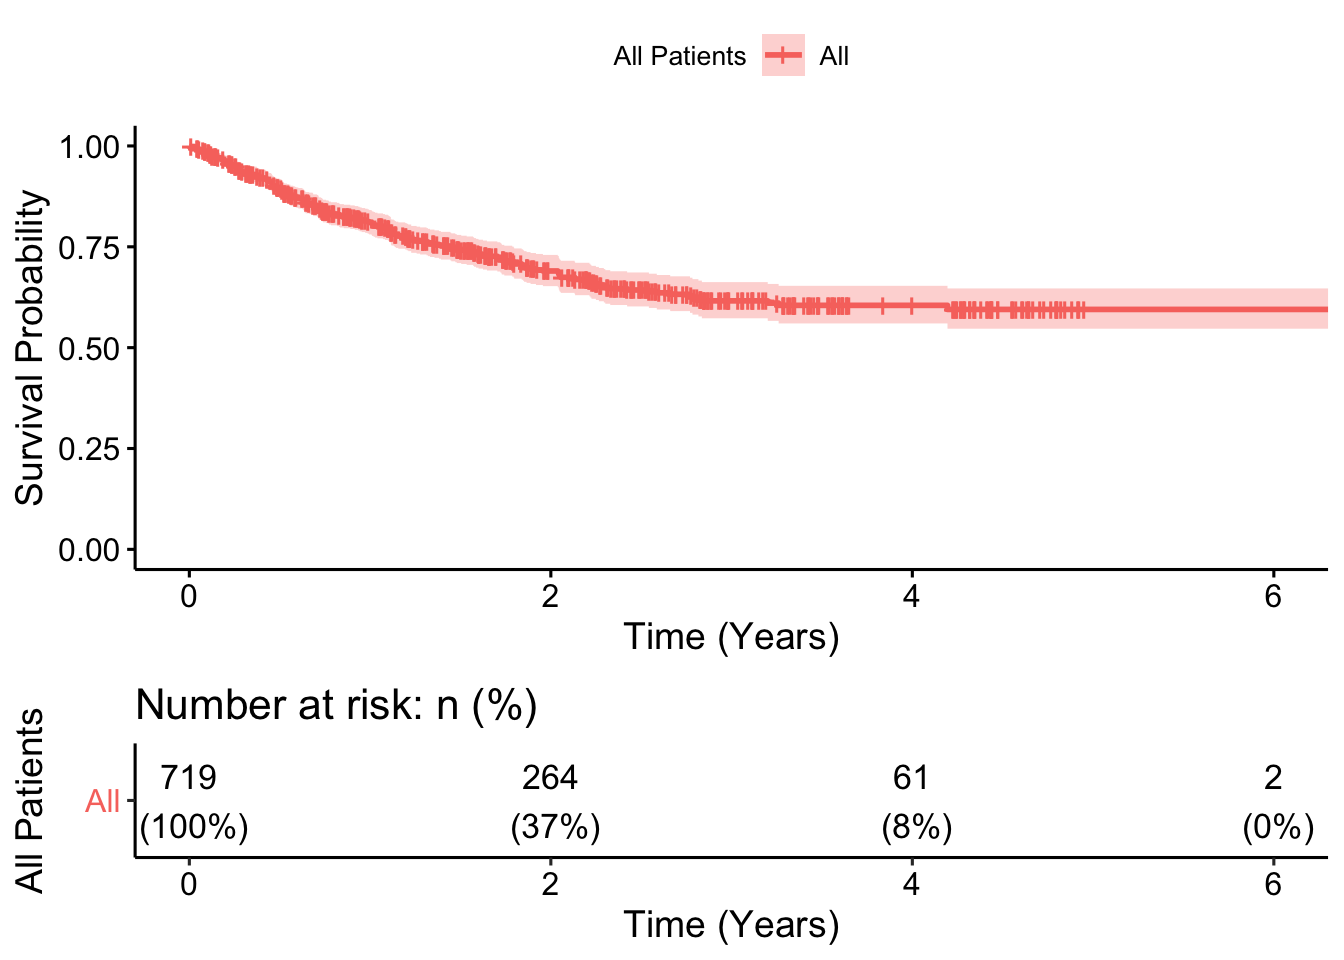 All Patients All
Survival Probability
1.00
0.75
0.50
0.25
0.00
0 2 4 6
Time (Years)
Number at risk: n (%)
All Patients
All
719 264 61 2
(100%) (37%) (8%) (0%)
0 2 4 6
Time (Years)